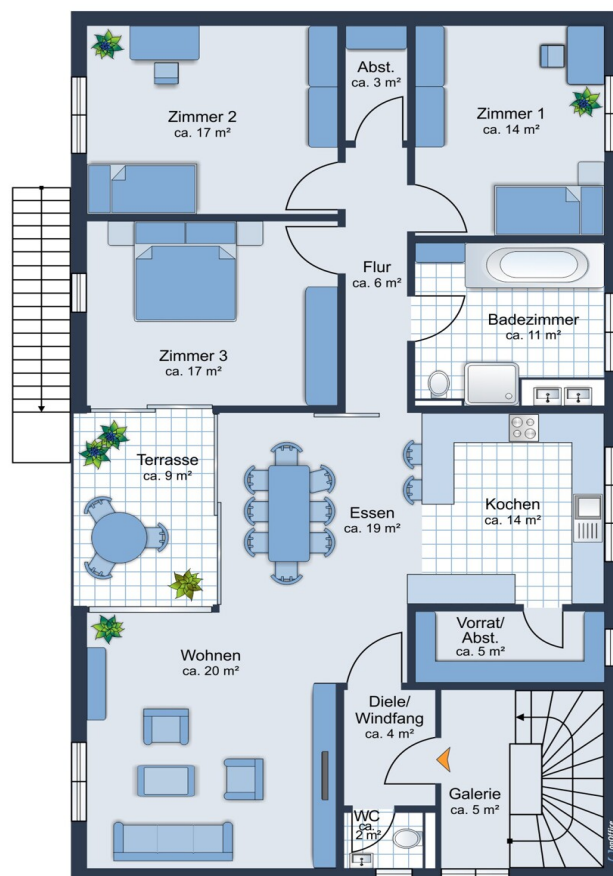 Abst.
ca. 3 m²
Zimmer 2
ca. 17 m²
Zimmer 1
ca. 14 m²
Flur
ca. 6 m²
Badezimmer
ca. 11 m²
Zimmer 3
ca. 17 m²
Terrasse
ca. 9 m²
Essen
ca. 19 m²
Kochen
ca. 14 m²
Vorrat/
Abst.
ca. 5 m²
Wohnen
ca. 20 m²
Diele/
Windfang
ca. 4 m²
Galerie
ca. 5 m²
WC
ca.
2 m²